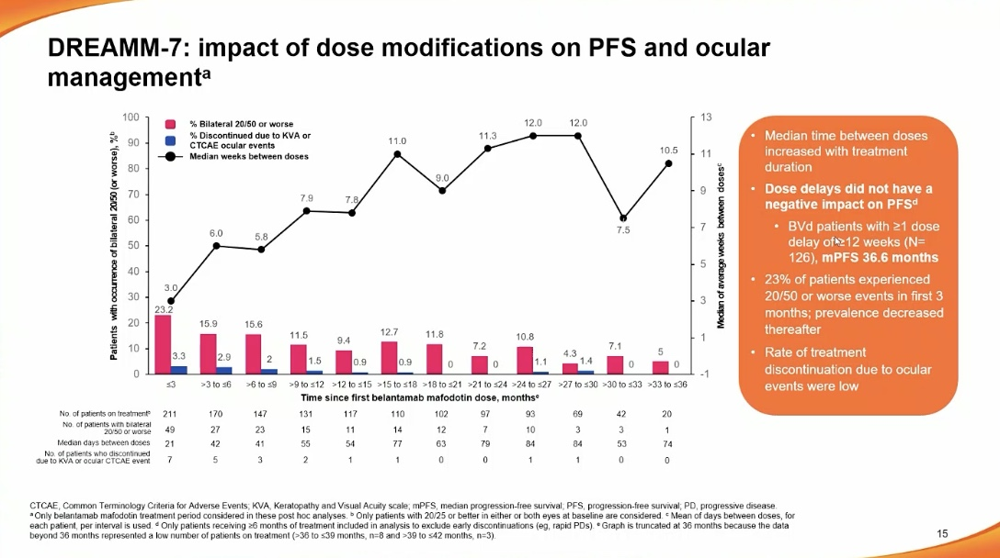 DREAMM-7: impact of dose modifications on PFS and ocular
managementᵃ
Patients with occurrence of bilateral 20/50 (or worse), %ᵇ
100
90
80
70
60
50
40
30
20
10
0
% Bilateral 20/50 or worse
% Discontinued due to KVA or
CTCAE ocular events
Median weeks between doses
3.0
6.0
5.8
7.9
7.8
11.0
9.0
11.3
12.0
12.0
7.5
10.5
23.2 3.3
15.9 2.9
15.6 2
11.5 1.5
9.4 0.9
12.7 0.9
11.8 0
7.2 0
10.8 1.1
4.3 1.4
7.1 0
5 0
13
11
9
7
5
3
1
-1
Median of average weeks between dosesᶜ
≤3 >3 to ≤6 >6 to ≤9 >9 to ≤12 >12 to ≤15 >15 to ≤18 >18 to ≤21 >21 to ≤24 >24 to ≤27 >27 to ≤30 >30 to ≤33 >33 to ≤36
Time since first belantamab mafodotin dose, monthsᵉ
No. of patients on treatmentᵇ 211 170 147 131 117 110 102 97 93 69 42 20
No. of patients with bilateral
20/50 or worse 49 27 23 15 11 14 12 7 10 3 3 1
Median days between doses 21 42 41 55 54 77 63 79 84 84 53 74
No. of patients who discontinued
due to KVA or ocular CTCAE event 7 5 3 2 1 1 0 0 1 1 0 0
• Median time between doses
increased with treatment
duration
• Dose delays did not have a
negative impact on PFSᵈ
• BVd patients with ≥1 dose
delay of ≥12 weeks (N=
126), mPFS 36.6 months
• 23% of patients experienced
20/50 or worse events in first 3
months; prevalence decreased
thereafter
• Rate of treatment
discontinuation due to ocular
events were low
CTCAE, Common Terminology Criteria for Adverse Events; KVA, Keratopathy and Visual Acuity scale; mPFS, median progression-free survival; PFS, progression-free survival; PD, progressive disease.
ᵃ Only belantamab mafodotin treatment period considered in these post hoc analyses. ᵇ Only patients with 20/25 or better in either or both eyes at baseline are considered. ᶜ Mean of days between doses, for
each patient, per interval is used. ᵈ Only patients receiving ≥6 months of treatment included in analysis to exclude early discontinuations (eg, rapid PDs). ᵉ Graph is truncated at 36 months because the data
beyond 36 months represented a low number of patients on treatment (>36 to ≤39 months, n=8 and >39 to ≤42 months, n=3).
15